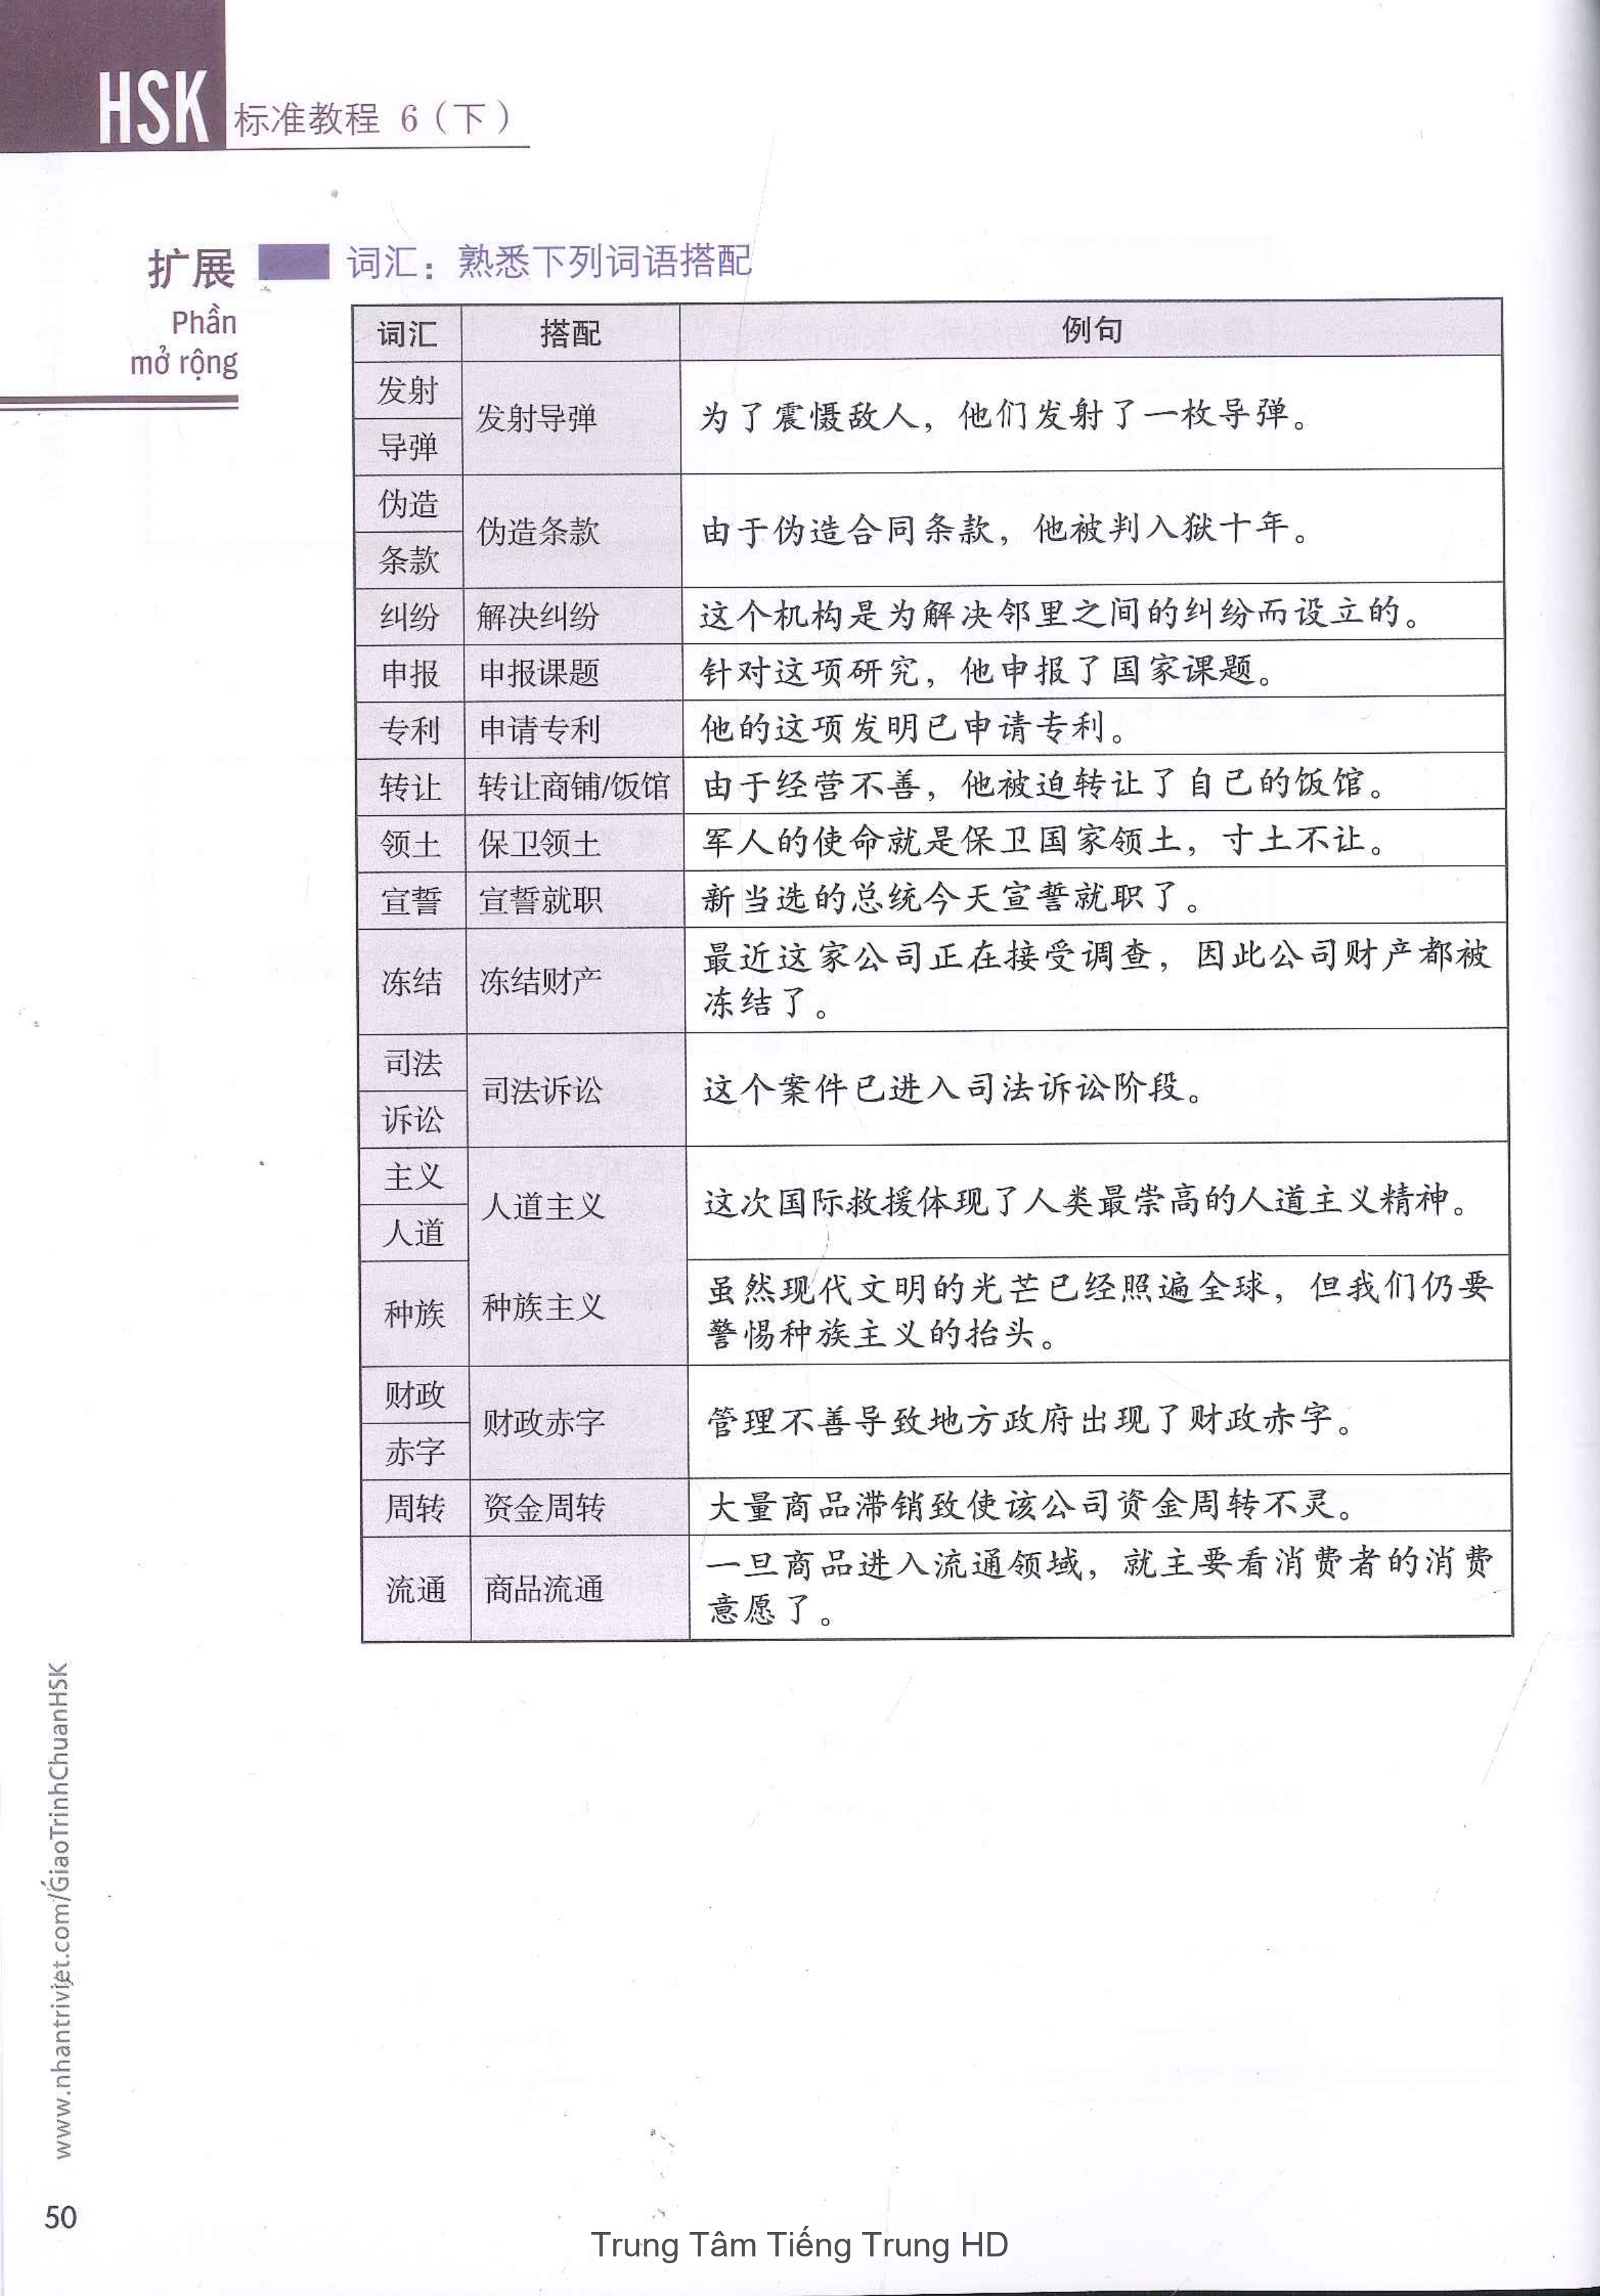 HSK 标准教程 6（下）
扩展
Phần
mở rộng
词汇：熟悉下列词语搭配
词汇 搭配 例句
发射
导弹
发射导弹
为了震慑敌人，他们发射了一枚导弹。
伪造
条款
伪造条款
由于伪造合同条款，他被判入狱十年。
纠纷 解决纠纷 这个机构是为解决邻里之间的纠纷而设立的。
申报 申报课题 针对这项研究，他申报了国家课题。
专利 申请专利 他的这项发明已申请专利。
转让 转让商铺/饭馆 由于经营不善，他被迫转让了自己的饭馆。
领土 保卫领土 军人的使命就是保卫国家领土，寸土不让。
宣誓 宣誓就职 新当选的总统今天宣誓就职了。
冻结 冻结财产 最近这家公司正在接受调查，因此公司财产都被
冻结了。
司法
诉讼
司法诉讼
这个案件已进入司法诉讼阶段。
主义
人道
人道主义
这次国际救援体现了人类最崇高的人道主义精神。
种族 种族主义 虽然现代文明的光芒已经照遍全球，但我们仍要
警惕种族主义的抬头。
财政
赤字
财政赤字
管理不善导致地方政府出现了财政赤字。
周转 资金周转 大量商品滞销致使该公司资金周转不灵。
流通 商品流通 一旦商品进入流通领域，就主要看消费者的消费
意愿了。
www.nhantriviet.com/GiaoTrinhChuanHSK
50
Trung Tâm Tiếng Trung HD